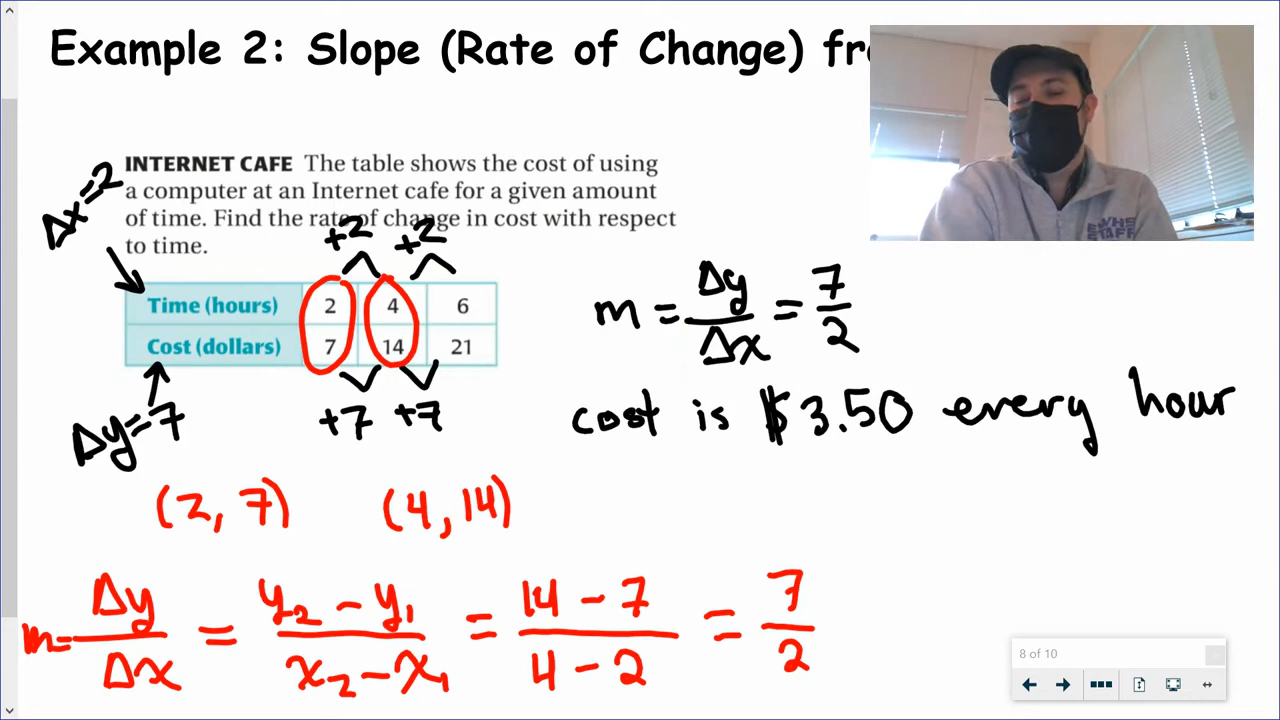 Example 2: Slope (Rate of Change)
INTERNET CAFE The table shows the cost of using
a computer at an Internet cafe for a given amount
of time. Find the rate of change in cost with respect
to time.
Δx=2
+2 +2
Time (hours) 2 4 6
Cost (dollars) 7 14 21
+7 +7
Δy=7
m = Δy/Δx = 7/2
cost is $3.50 every hour
(2, 7) (4, 14)
m= Δy/Δx = y₂ - y₁/x₂ - x₁ = 14 - 7/4 - 2 = 7/2
VHS
STAFF
8 of 10